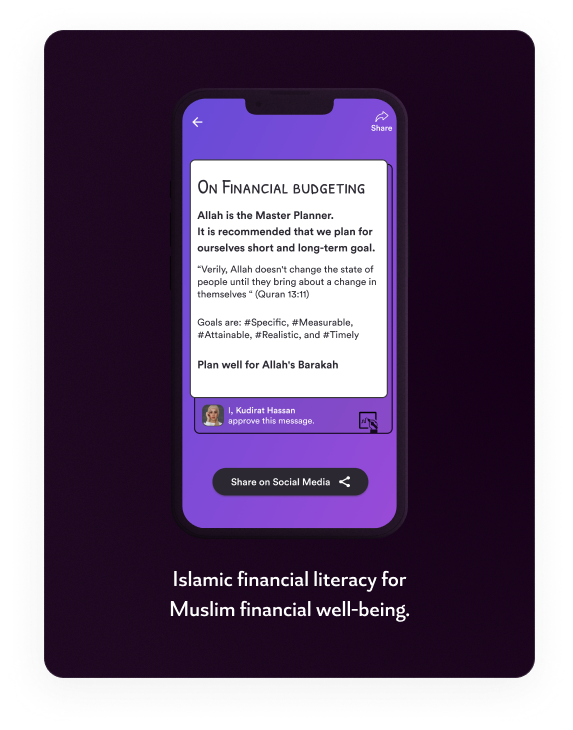 Share
On Financial budgeting
Allah is the Master Planner.
It is recommended that we plan for
ourselves short and long-term goal.
“Verily, Allah doesn't change the state of
people until they bring about a change in
themselves “ (Quran 13:11)
Goals are: #Specific, #Measurable,
#Attainable, #Realistic, and #Timely
Plan well for Allah's Barakah
I, Kudirat Hassan
approve this message.
Share on Social Media
Islamic financial literacy for
Muslim financial well-being.